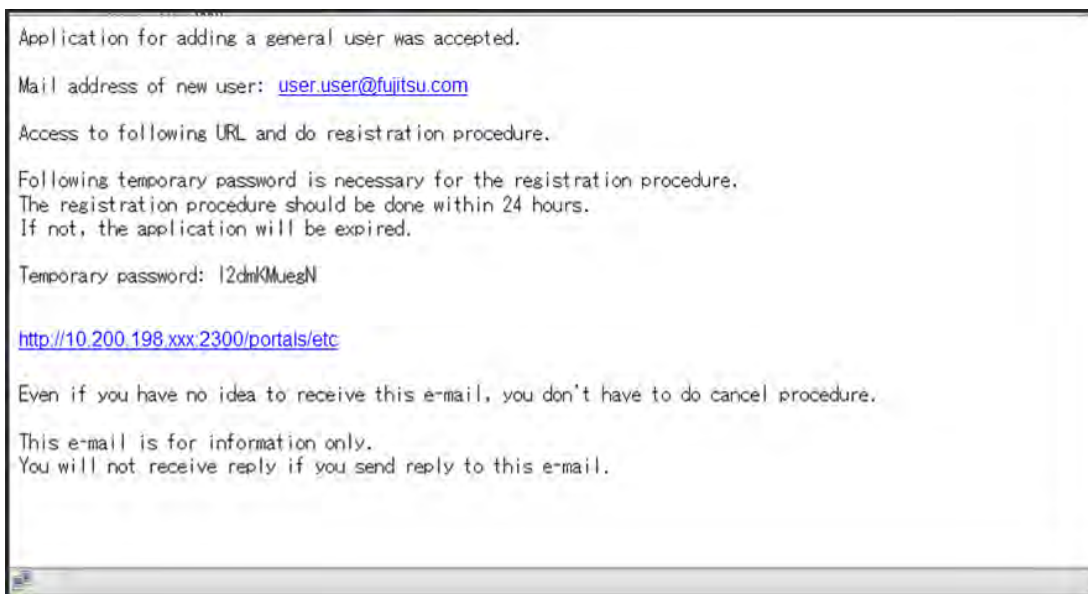 Application for adding a general user was accepted.
Mail address of new user: user.user@fujitsu.com
Access to following URL and do registration procedure.
Following temporary password is necessary for the registration procedure.
The registration procedure should be done within 24 hours.
If not, the application will be expired.
Temporary password: l2dmKMuegN
http://10.200.198.xxx:2300/portals/etc
Even if you have no idea to receive this e-mail, you don't have to do cancel procedure.
This e-mail is for information only.
You will not receive reply if you send reply to this e-mail.